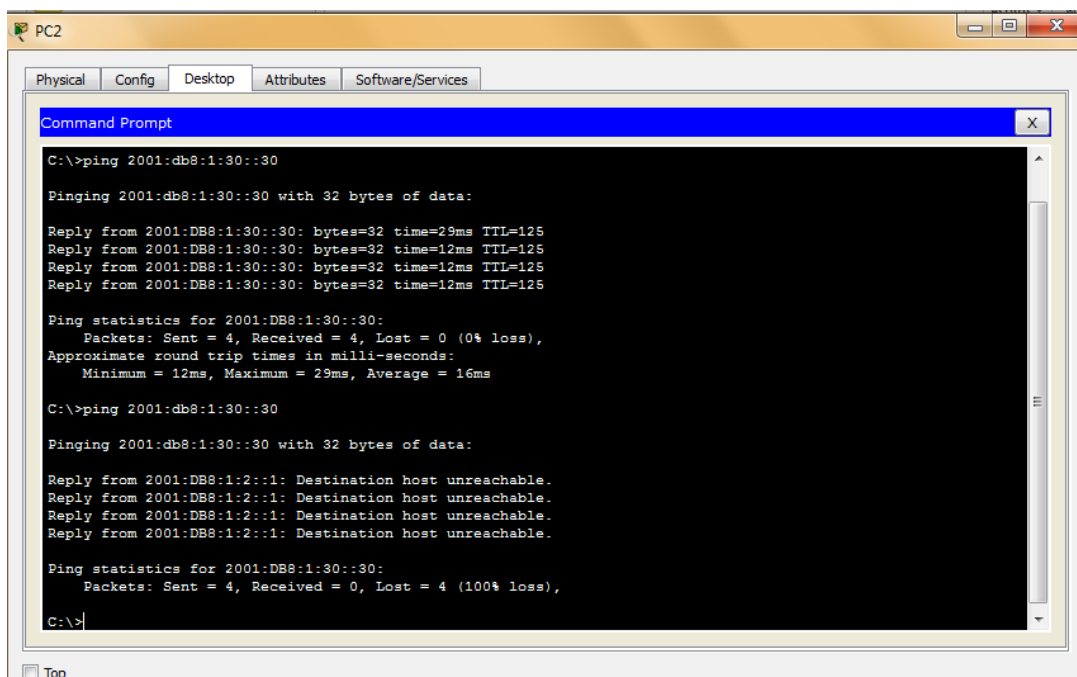 PC2
Physical Config Desktop Attributes Software/Services
Command Prompt
X
C:\>ping 2001:db8:1:30::30
Pinging 2001:db8:1:30::30 with 32 bytes of data:
Reply from 2001:DB8:1:30::30: bytes=32 time=29ms TTL=125
Reply from 2001:DB8:1:30::30: bytes=32 time=12ms TTL=125
Reply from 2001:DB8:1:30::30: bytes=32 time=12ms TTL=125
Reply from 2001:DB8:1:30::30: bytes=32 time=12ms TTL=125
Ping statistics for 2001:DB8:1:30::30:
Packets: Sent = 4, Received = 4, Lost = 0 (0% loss),
Approximate round trip times in milli-seconds:
Minimum = 12ms, Maximum = 29ms, Average = 16ms
C:\>ping 2001:db8:1:30::30
Pinging 2001:db8:1:30::30 with 32 bytes of data:
Reply from 2001:DB8:1:2::1: Destination host unreachable.
Reply from 2001:DB8:1:2::1: Destination host unreachable.
Reply from 2001:DB8:1:2::1: Destination host unreachable.
Reply from 2001:DB8:1:2::1: Destination host unreachable.
Ping statistics for 2001:DB8:1:30::30:
Packets: Sent = 4, Received = 0, Lost = 4 (100% loss),
C:\>
Top